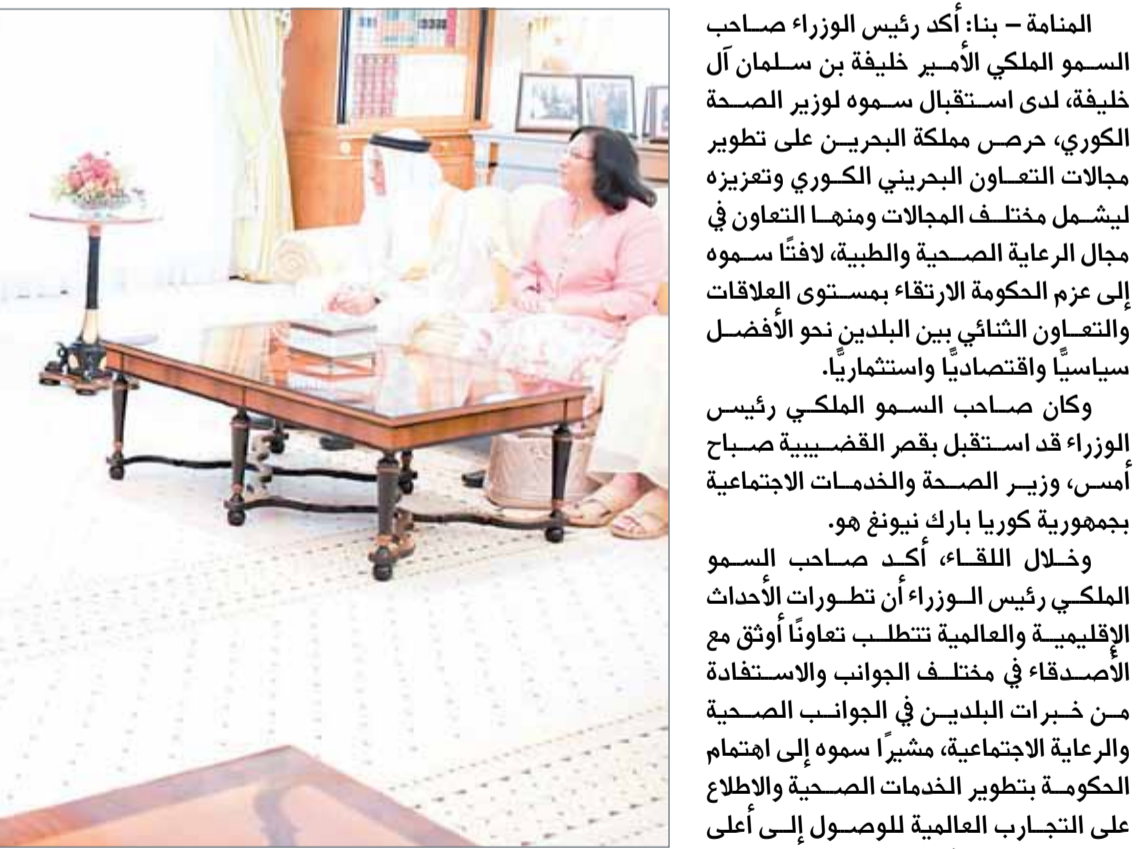 المنامة – بنا: أكد رئيس الوزراء صاحب
السمو الملكي الأمير خليفة بن سلمان آل
خليفة، لدى استقبال سموه لوزير الصحة
الكوري، حرص مملكة البحرين على تطوير
مجالات التعاون البحريني الكوري وتعزيزه
ليشمل مختلف المجالات ومنها التعاون في
مجال الرعاية الصحية والطبية، لافتًا سموه
إلى عزم الحكومة الارتقاء بمستوى العلاقات
والتعاون الثنائي بين البلدين نحو الأفضل
سياسيًّا واقتصاديًّا واستثماريًّا.
وكان صاحب السمو الملكي رئيس
الوزراء قد استقبل بقصر القضيبية صباح
أمس، وزير الصحة والخدمات الاجتماعية
بجمهورية كوريا بارك نيونغ هو.
وخلال اللقاء، أكد صاحب السمو
الملكي رئيس الوزراء أن تطورات الأحداث
الإقليمية والعالمية تتطلب تعاونًا أوثق مع
الأصدقاء في مختلف الجوانب والاستفادة
من خبرات البلدين في الجوانب الصحية
والرعاية الاجتماعية، مشيرًا سموه إلى اهتمام
الحكومة بتطوير الخدمات الصحية والاطلاع
على التجارب العالمية للوصول إلى أعلى